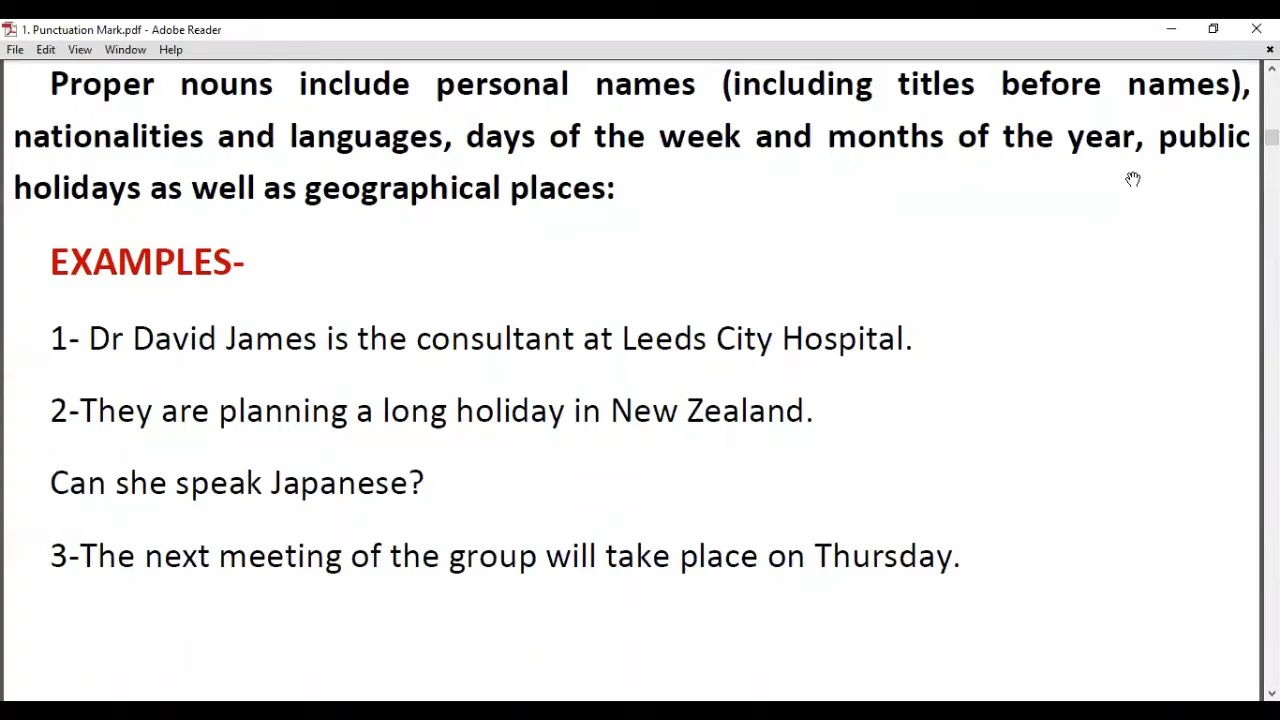 1. Punctuation Mark.pdf - Adobe Reader
File Edit View Window Help
Proper nouns include personal names (including titles before names),
nationalities and languages, days of the week and months of the year, public
holidays as well as geographical places:
EXAMPLES-
1- Dr David James is the consultant at Leeds City Hospital.
2-They are planning a long holiday in New Zealand.
Can she speak Japanese?
3-The next meeting of the group will take place on Thursday.